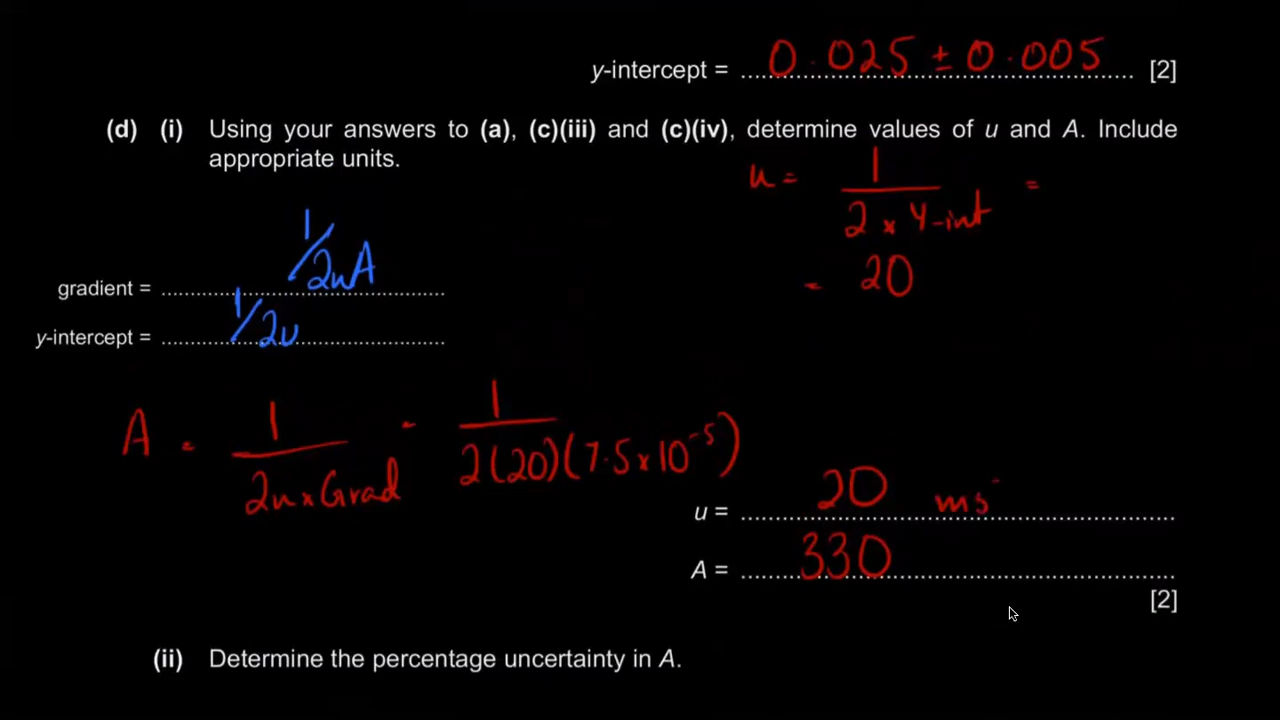 y-intercept = 0.025 ± 0.005 [2]
(d) (i) Using your answers to (a), (c)(iii) and (c)(iv), determine values of u and A. Include
appropriate units.
u = 1 / 2 × Y-int =
= 20
gradient = 1/2uA
y-intercept = 1/2u
A = 1 / 2u × Grad = 1 / 2(20)(7.5×10⁻⁵)
u = 20 ms⁻
A = 330
[2]
(ii) Determine the percentage uncertainty in A.